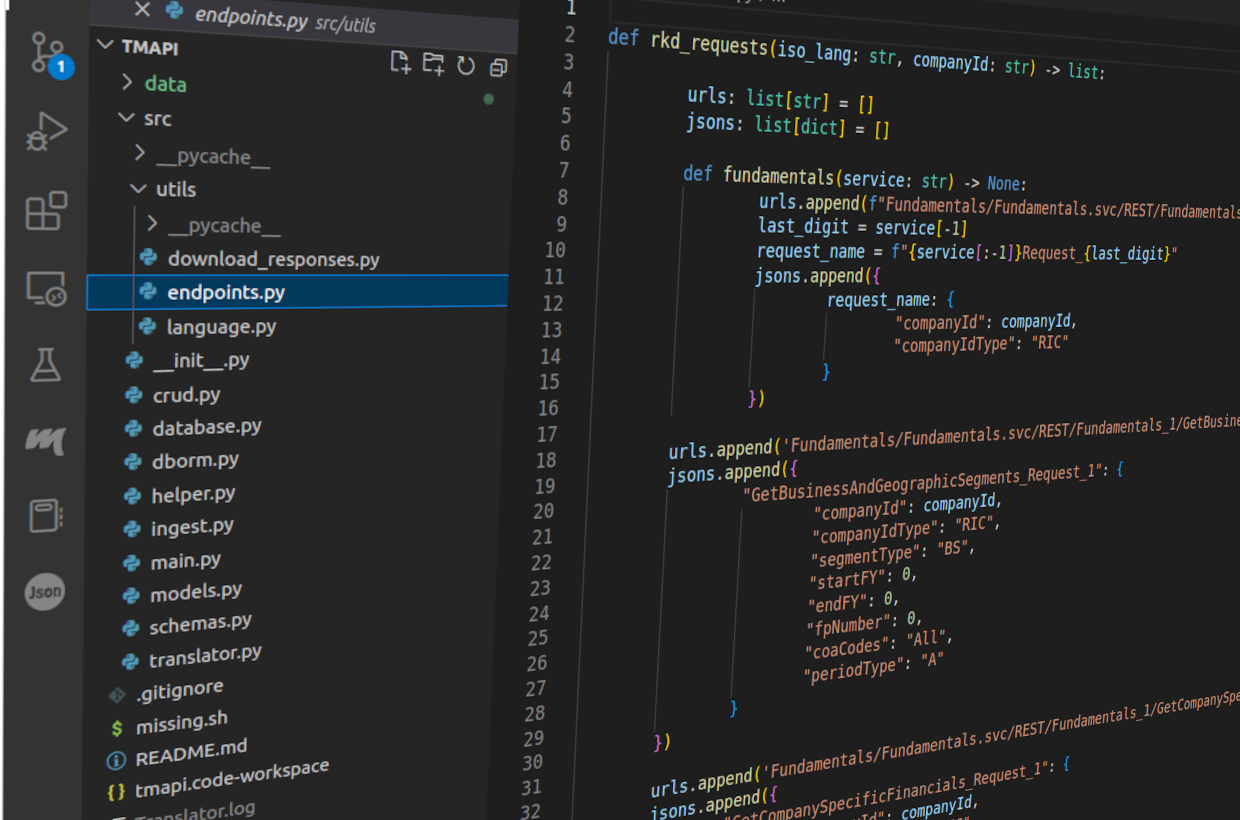 endpoints.py src/utils
1
TMAPI
data
src
__pycache__
utils
__pycache__
download_responses.py
endpoints.py
language.py
__init__.py
crud.py
database.py
dborm.py
helper.py
ingest.py
main.py
models.py
schemas.py
translator.py
.gitignore
$ missing.sh
README.md
{} tmapi.code-workspace
Translator.log
Json
1
2 def rkd_requests(iso_lang: str, companyId: str) -> list:
3
4 urls: list[str] = []
5 jsons: list[dict] = []
6
7 def fundamentals(service: str) -> None:
8 urls.append(f"Fundamentals/Fundamentals.svc/REST/Fundamentals
9 last_digit = service[-1]
10 request_name = f"{service[:-1]}Request_{last_digit}"
11 jsons.append({
12 request_name: {
13 "companyId": companyId,
14 "companyIdType": "RIC"
15 }
16 })
17
18 urls.append('Fundamentals/Fundamentals.svc/REST/Fundamentals_1/GetBusine
19 jsons.append({
20 "GetBusinessAndGeographicSegments_Request_1": {
21 "companyId": companyId,
22 "companyIdType": "RIC",
23 "segmentType": "BS",
24 "startFY": 0,
25 "endFY": 0,
26 "fpNumber": 0,
27 "coaCodes": "All",
28 "periodType": "A"
29 }
30 })
31
32 urls.append('Fundamentals/Fundamentals.svc/REST/Fundamentals_1/GetCompanySpe
jsons.append({
"GetCompanySpecificFinancials_Request_1": {
companyId,